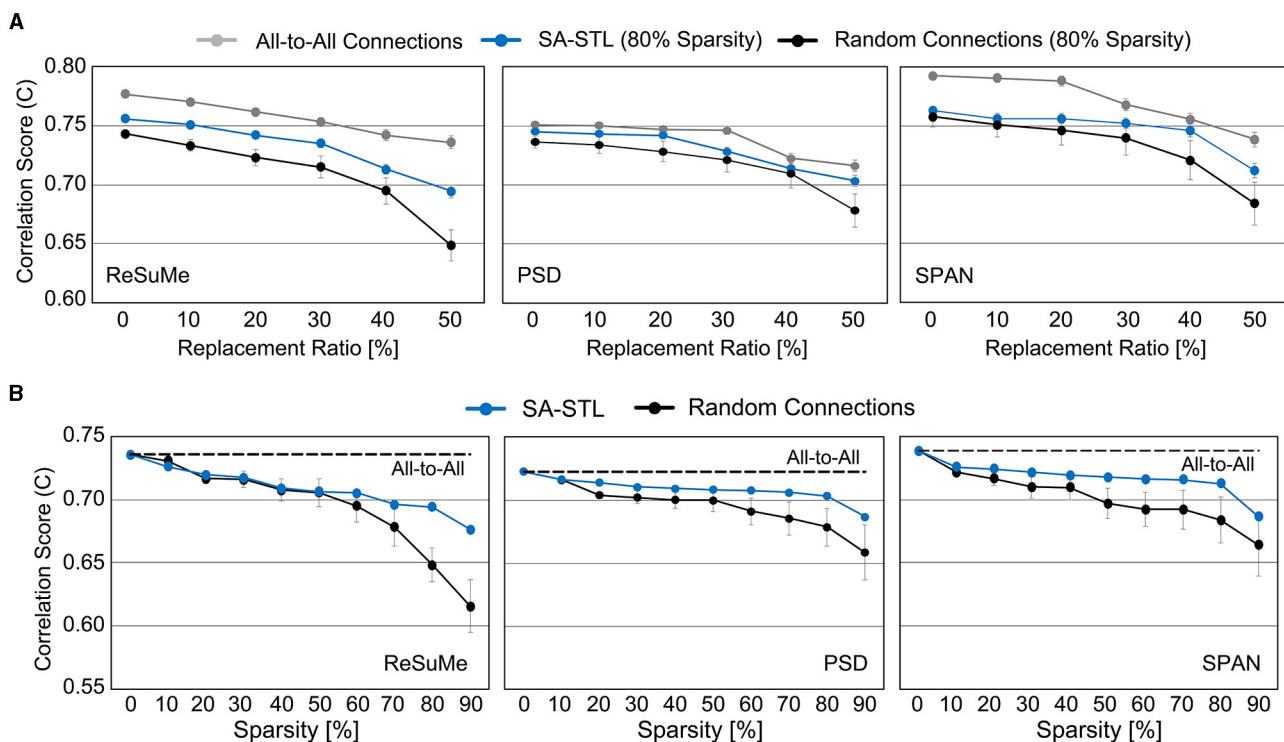 A
All-to-All Connections SA-STL (80% Sparsity) Random Connections (80% Sparsity)
Correlation Score (C)
0.80
0.75
0.70
0.65
0.60
ReSuMe PSD SPAN
0 10 20 30 40 50 0 10 20 30 40 50 0 10 20 30 40 50
Replacement Ratio [%] Replacement Ratio [%] Replacement Ratio [%]
B
SA-STL Random Connections
Correlation Score (C)
0.75
All-to-All All-to-All All-to-All
0.70
0.65
0.60
ReSuMe PSD SPAN
0.55
0 10 20 30 40 50 60 70 80 90 0 10 20 30 40 50 60 70 80 90 0 10 20 30 40 50 60 70 80 90
Sparsity [%] Sparsity [%] Sparsity [%]